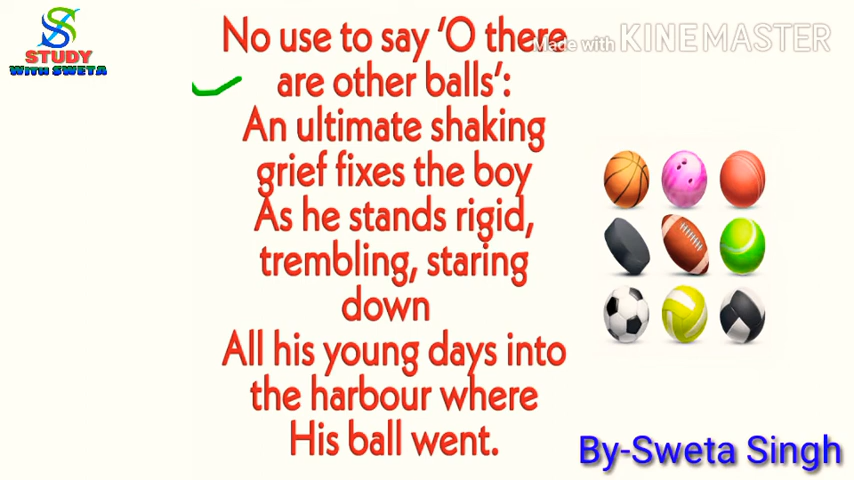 STUDY
WITH SWETA
Made with KINEMASTER
No use to say ‘O there
are other balls’:
An ultimate shaking
grief fixes the boy
As he stands rigid,
trembling, staring
down
All his young days into
the harbour where
His ball went.
By-Sweta Singh